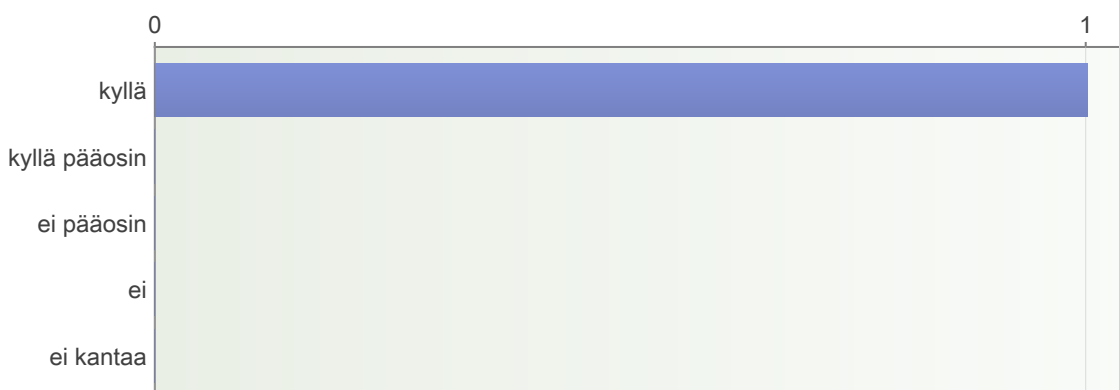 0 1
kyllä
kyllä pääosin
ei pääosin
ei
ei kantaa